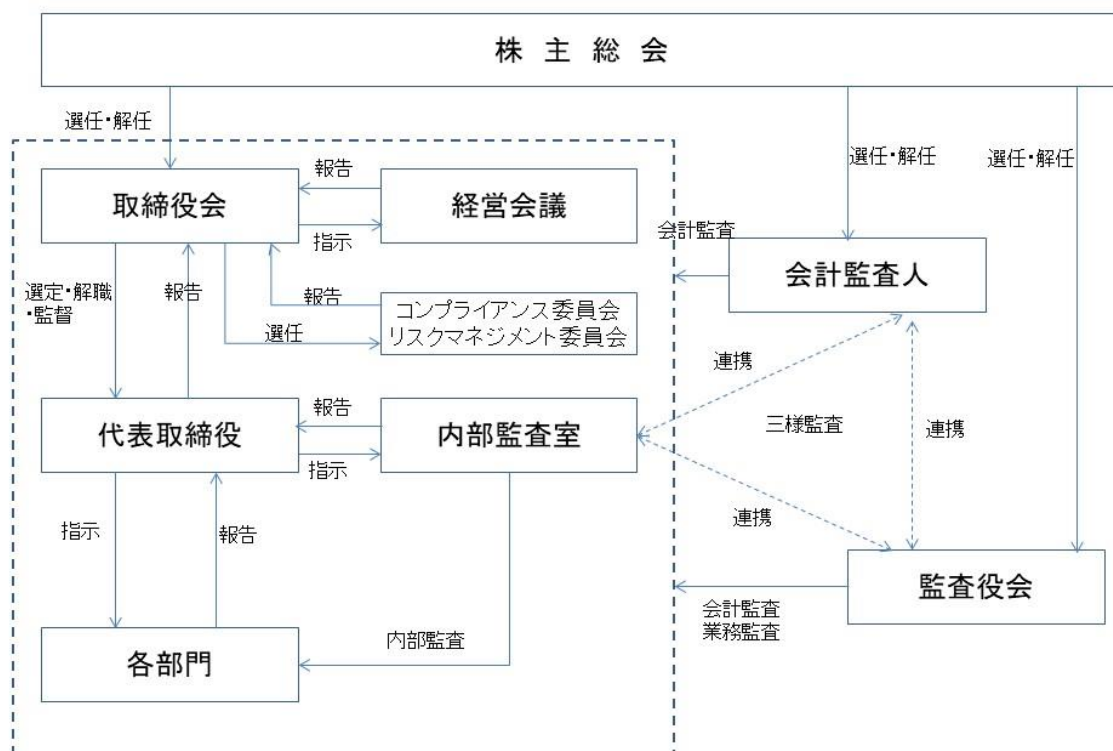 株主総会
選任・解任
選任・解任
選任・解任
報告
取締役会
経営会議
指示
会計監査
会計監査人
選定・解職
・監督
報告
報告
コンプライアンス委員会
リスクマネジメント委員会
選任
連携
報告
代表取締役
内部監査室
三様監査
連携
指示
指示
報告
連携
監査役会
会計監査
業務監査
内部監査
各部門